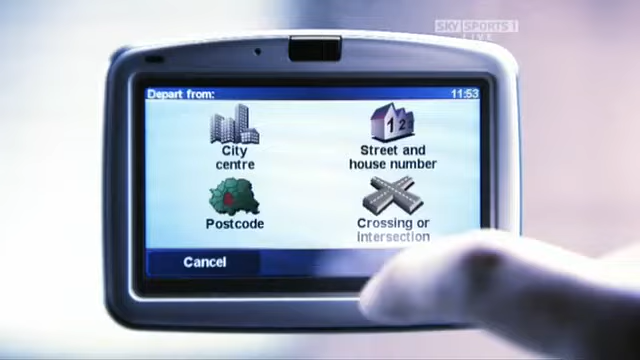 SKY SPORTS 1
LIVE
Depart from: 11:53
City
centre
Street and
house number
12
Postcode
Crossing or
intersection
Cancel